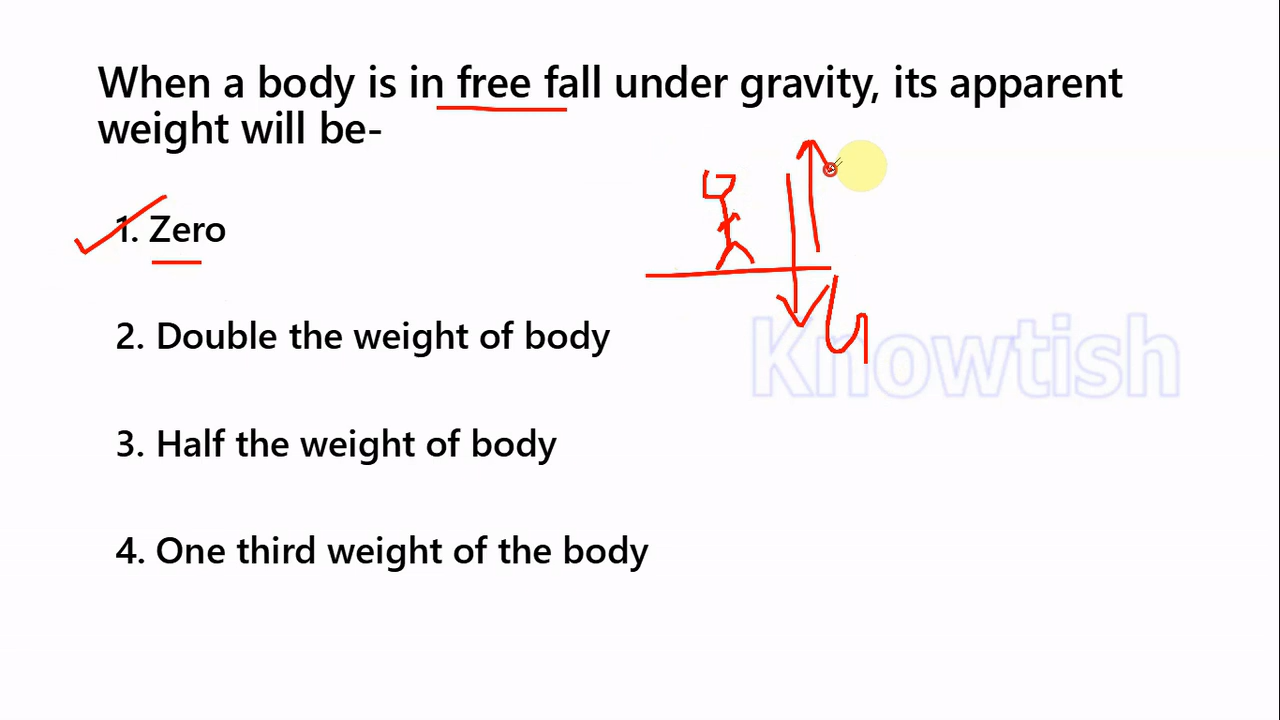 When a body is in free fall under gravity, its apparent
weight will be-
1. Zero
2. Double the weight of body
Knowtish
3. Half the weight of body
4. One third weight of the body